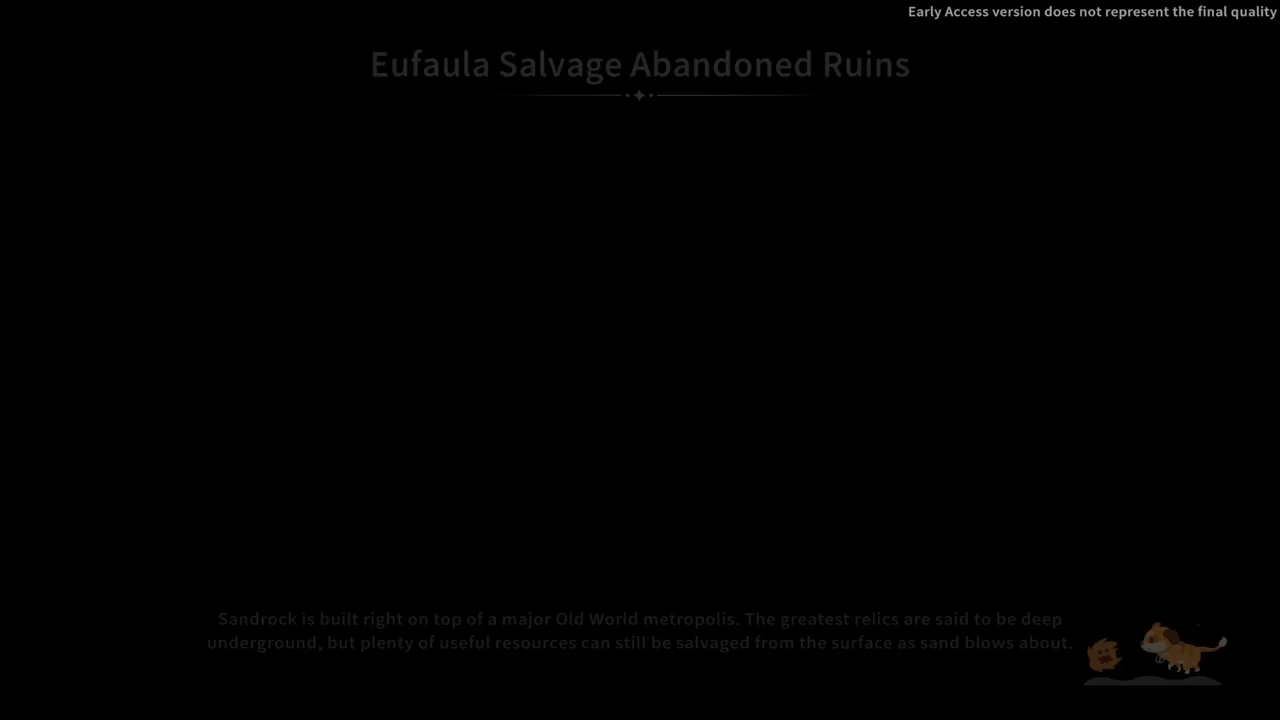 Early Access version does not represent the final quality
Eufaula Salvage Abandoned Ruins
Sandrock is built right on top of a major Old World metropolis. The greatest relics are said to be deep
underground, but plenty of useful resources can still be salvaged from the surface as sand blows about.